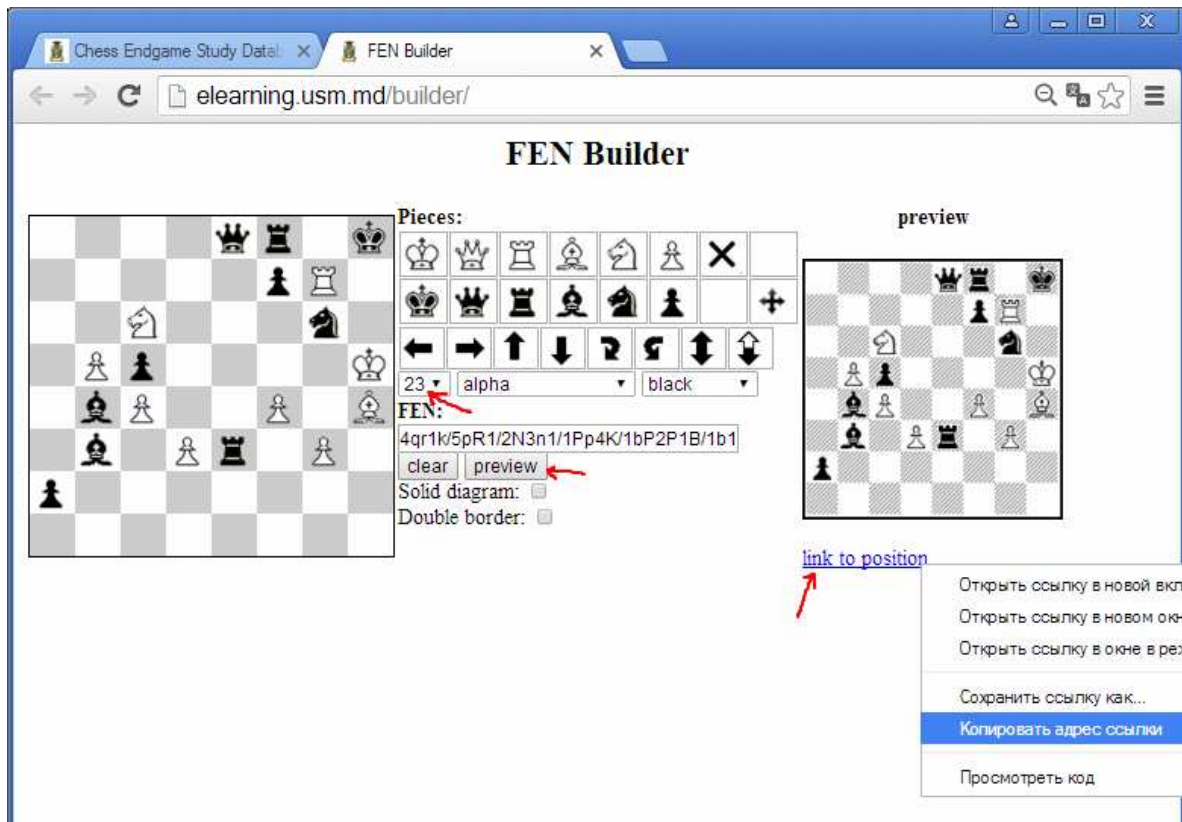 Chess Endgame Study Datab
FEN Builder
elearning.usm.md/builder/
FEN Builder
Pieces:
preview
23 alpha black
FEN:
4qr1k/5pR1/2N3n1/1Pp4K/1bP2P1B/1b1
clear preview
Solid diagram:
Double border:
link to position
Открыть ссылку в новой вкл
Открыть ссылку в новом окн
Открыть ссылку в окне в реж
Сохранить ссылку как...
Копировать адрес ссылки
Просмотреть код